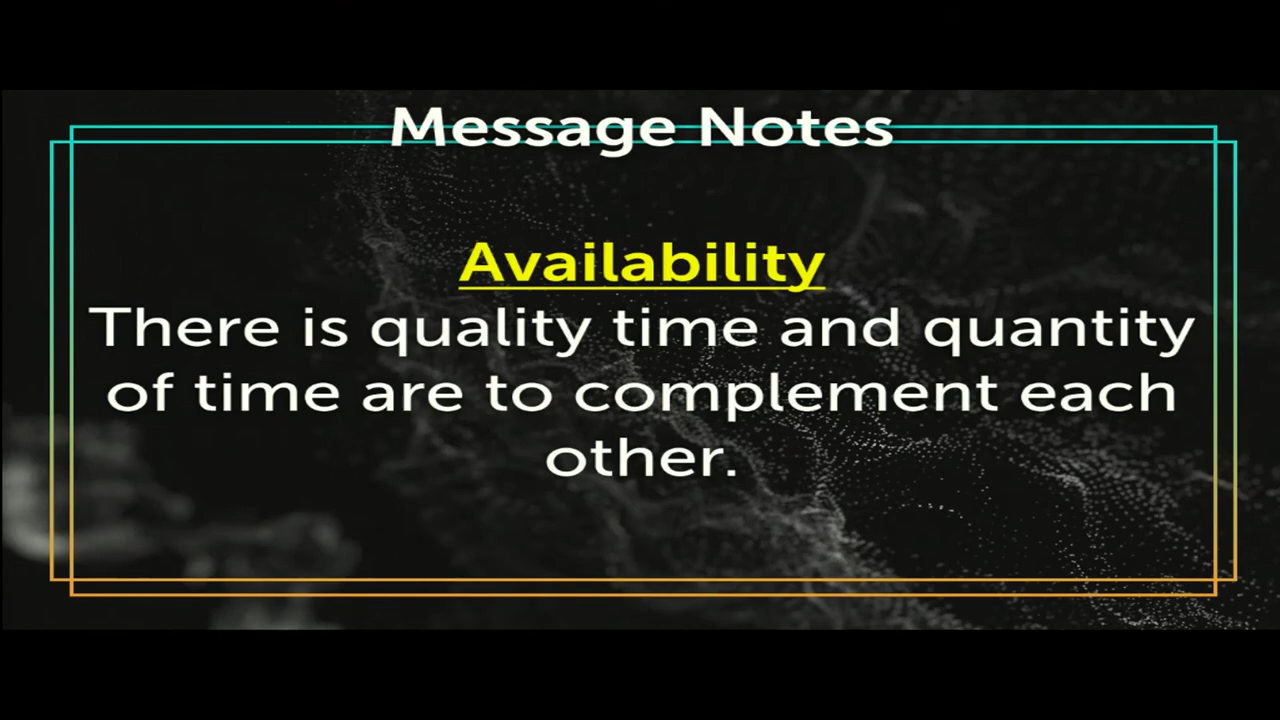 Message Notes
Availability
There is quality time and quantity
of time are to complement each
other.